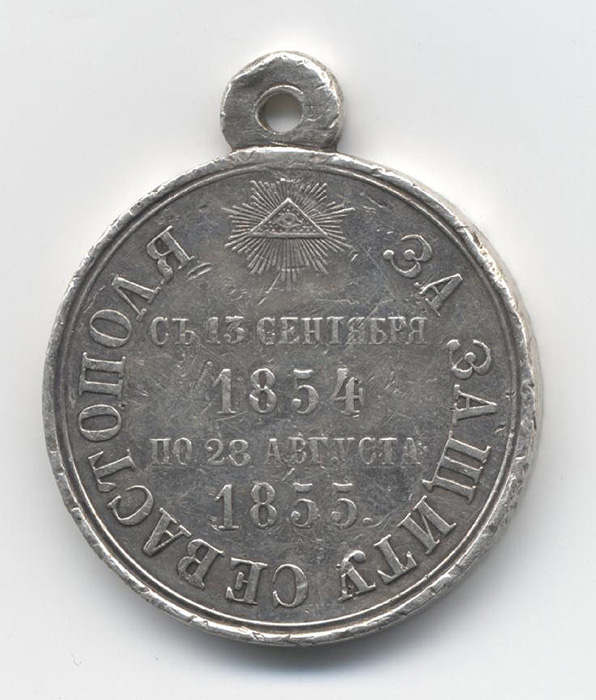 ЗА ЗАЩИТУ СЕВАСТОПОЛЯ
СЪ 13 СЕНТЯБРЯ
1854
ПО 28 АВГУСТА
1855.